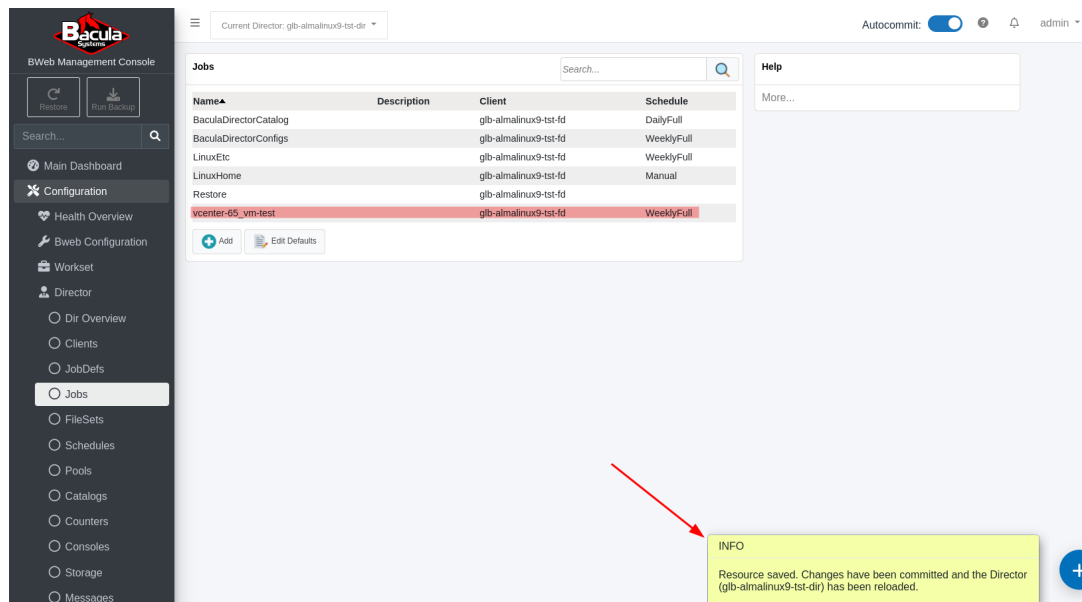 Bacula
Systems
BWeb Management Console
Restore
Run Backup
Search...
Main Dashboard
Configuration
Health Overview
Bweb Configuration
Workset
Director
Dir Overview
Clients
JobDefs
Jobs
FileSets
Schedules
Pools
Catalogs
Counters
Consoles
Storage
Messages
Current Director: glb-almalinux9-tst-dir
Autocommit:
admin
Jobs
Search...
Name Description Client Schedule
BaculaDirectorCatalog glb-almalinux9-tst-fd DailyFull
BaculaDirectorConfigs glb-almalinux9-tst-fd WeeklyFull
LinuxEtc glb-almalinux9-tst-fd WeeklyFull
LinuxHome glb-almalinux9-tst-fd Manual
Restore glb-almalinux9-tst-fd
vcenter-65_vm-test glb-almalinux9-tst-fd WeeklyFull
Add
Edit Defaults
Help
More...
INFO
Resource saved. Changes have been committed and the Director
(glb-almalinux9-tst-dir) has been reloaded.